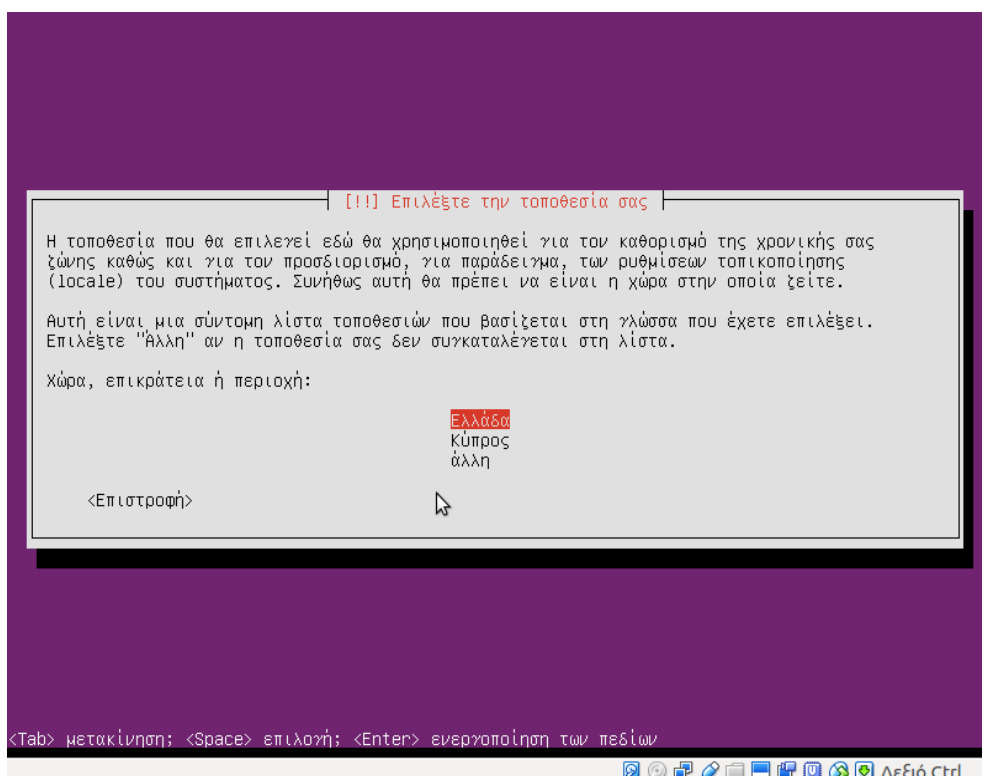 [!!] Επιλέξτε την τοποθεσία σας
Η τοποθεσία που θα επιλεγεί εδώ θα χρησιμοποιηθεί για τον καθορισμό της χρονικής σας
ζώνης καθώς και για τον προσδιορισμό, για παράδειγμα, των ρυθμίσεων τοπικοποίησης
(locale) του συστήματος. Συνήθως αυτή θα πρέπει να είναι η χώρα στην οποία ζείτε.
Αυτή είναι μια σύντομη λίστα τοποθεσιών που βασίζεται στη γλώσσα που έχετε επιλέξει.
Επιλέξτε "Άλλη" αν η τοποθεσία σας δεν συγκαταλέγεται στη λίστα.
Χώρα, επικράτεια ή περιοχή:
Ελλάδα
Κύπρος
άλλη
<Επιστροφή>
<Tab> μετακίνηση; <Space> επιλογή; <Enter> ενεργοποίηση των πεδίων
Δεξιό Ctrl